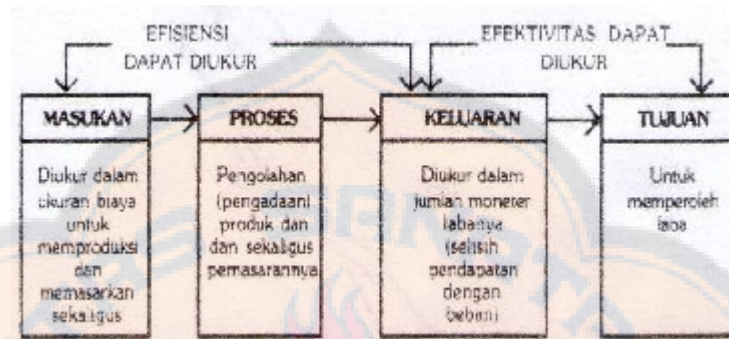 EFISIENSI
DAPAT DIUKUR
EFEKTIVITAS DAPAT
DIUKUR
MASUKAN
Diukur dalam
ukuran biaya
untuk
memproduksi
dan
memasarkan
sekaligus
PROSES
Pengolahan
(pengadaan)
produk dan
dan sekaligus
pemasarannya
KELUARAN
Diukur dalam
jumlah moneter
labanya
(selisih
pendapatan
dengan
beban)
TUJUAN
Untuk
memperoleh
laba